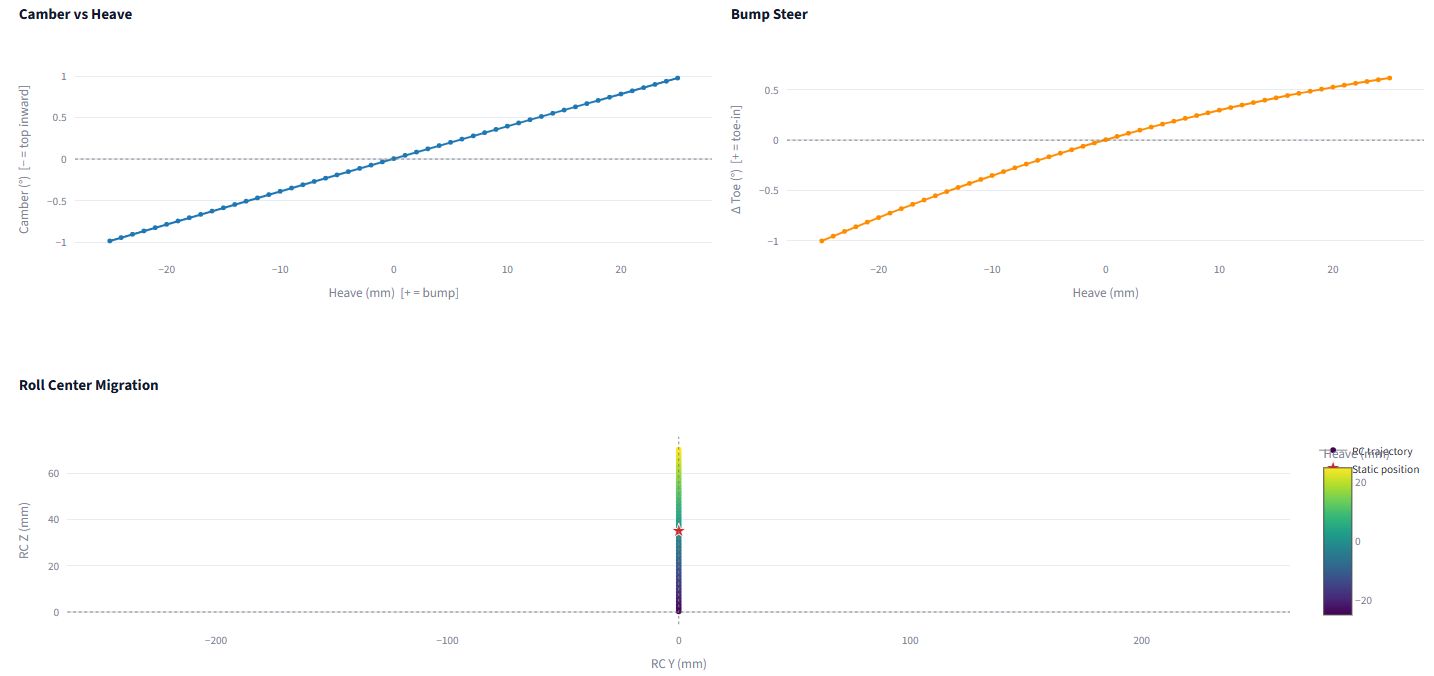 Camber vs Heave
Camber (°) [− = top inward]
1
0.5
0
−0.5
−1
−20
−10
0
10
20
Heave (mm) [+ = bump]
Bump Steer
Δ Toe (°) [+ = toe-in]
0.5
0
−0.5
−1
−20
−10
0
10
20
Heave (mm)
Roll Center Migration
RC Z (mm)
60
40
20
0
−200
−100
0
100
200
RC Y (mm)
RC trajectory
Heave (mm)
Static position
20
0
−20